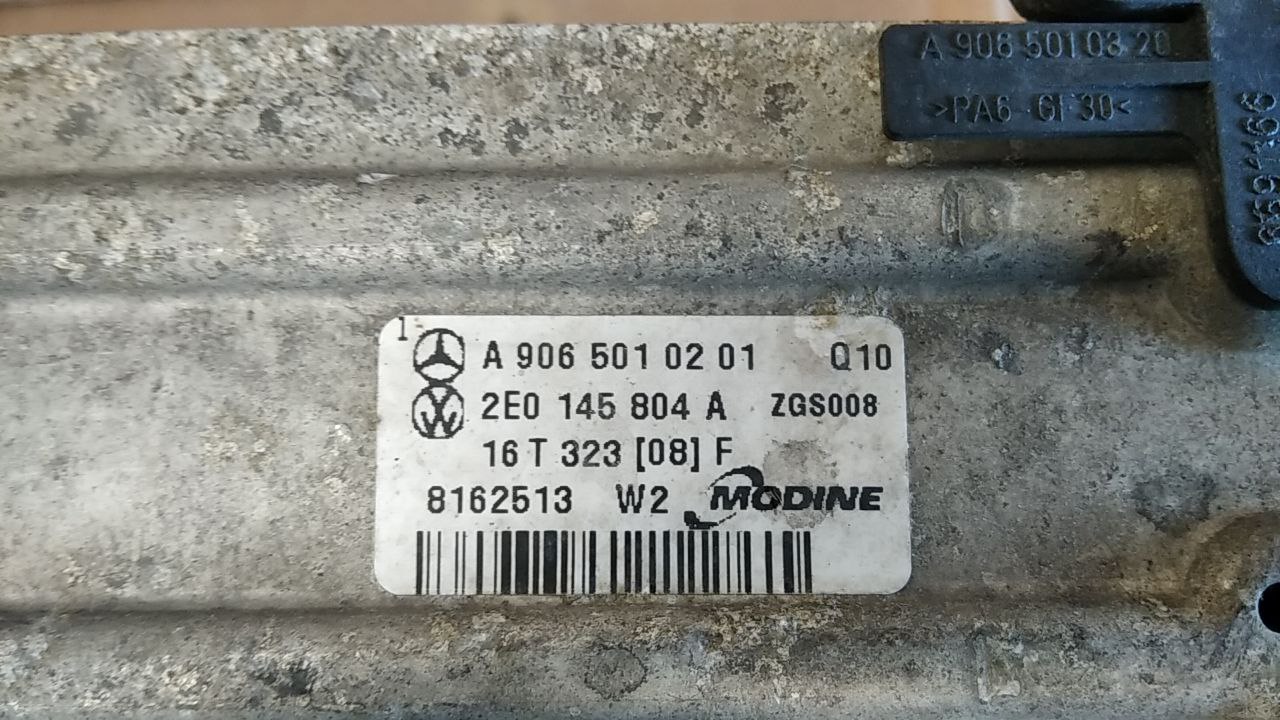 A 906 501 03 20
>PA6-GF30<
1
A 906 501 02 01 Q10
2E0 145 804 A ZGS008
16 T 323 [08] F
8162513 W2 MODINE